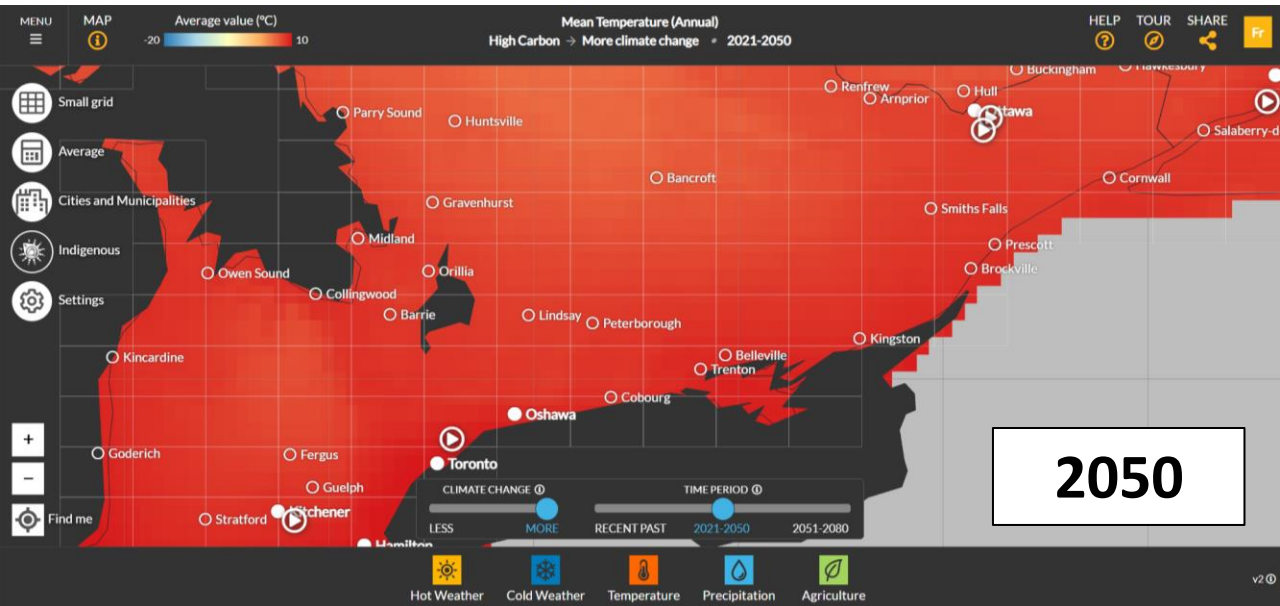 MENU
MAP
Average value (ºC)
-20
10
Mean Temperature (Annual)
High Carbon → More climate change • 2021-2050
HELP
TOUR
SHARE
Fr
Small grid
Average
Cities and Municipalities
Indigenous
Settings
Buckingham
Hawkesbury
Renfrew
Arnprior
Hull
Parry Sound
Huntsville
Salaberry-d
Bancroft
Cornwall
Gravenhurst
Smiths Falls
Midland
Prescott
Owen Sound
Orillia
Brockville
Collingwood
Barrie
Lindsay
Peterborough
Kingston
Kincardine
Belleville
Trenton
Cobourg
Oshawa
Goderich
Fergus
Toronto
Guelph
Stratford
Hamilton
+
−
Find me
CLIMATE CHANGE
LESS
MORE
TIME PERIOD
RECENT PAST
2021-2050
2051-2080
2050
Hot Weather
Cold Weather
Temperature
Precipitation
Agriculture
v2